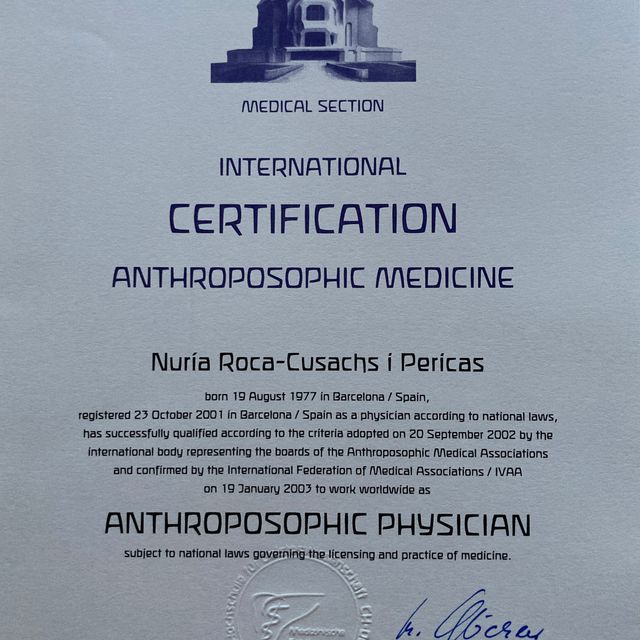 MEDICAL SECTION
INTERNATIONAL
CERTIFICATION
ANTHROPOSOPHIC MEDICINE
Nuria Roca-Cusachs i Pericas
born 19 August 1977 in Barcelona / Spain,
registered 23 October 2001 in Barcelona / Spain as a physician according to national laws,
has successfully qualified according to the criteria adopted on 20 September 2002 by the
international body representing the boards of the Anthroposophic Medical Associations
and confirmed by the International Federation of Medical Associations / IVAA
on 19 January 2003 to work worldwide as
ANTHROPOSOPHIC PHYSICIAN
subject to national laws governing the licensing and practice of medicine.
Medizinische